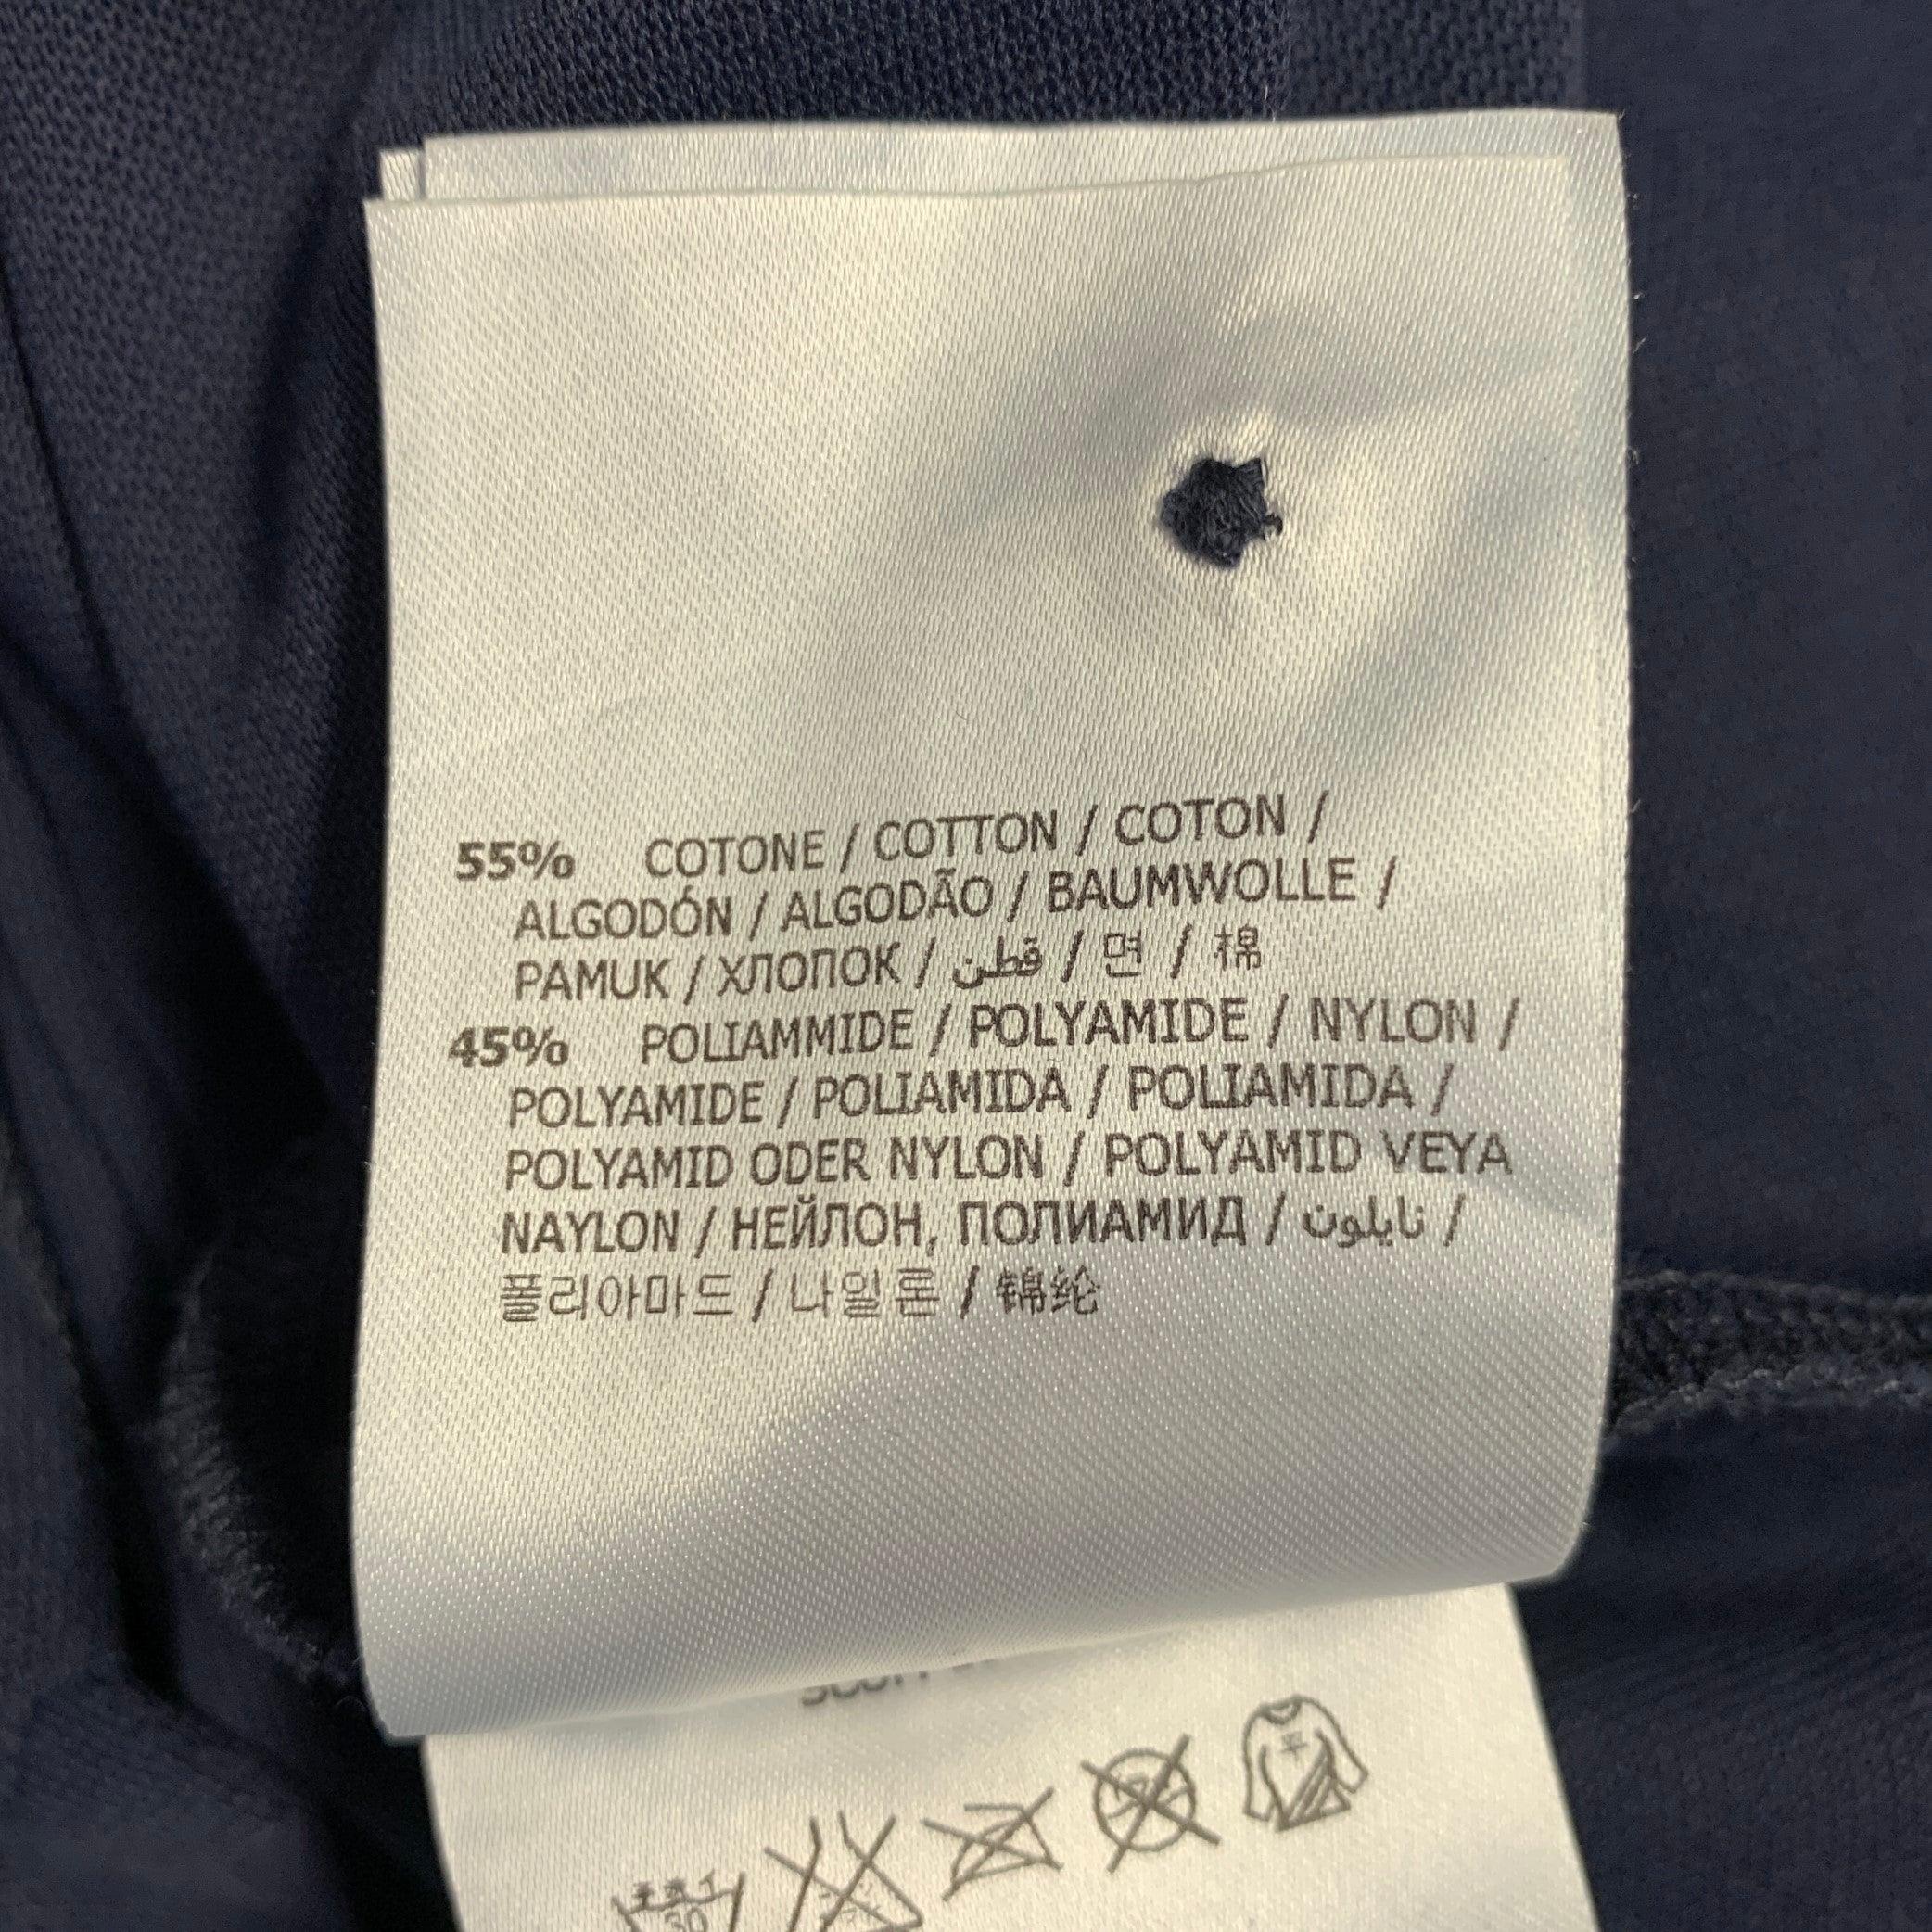 55% COTONE / COTTON / COTON /
ALGODÓN / ALGODÃO / BAUMWOLLE /
PAMUK / ХЛОПОК / قطن / 면 / 棉
45% POLIAMMIDE / POLYAMIDE / NYLON /
POLYAMIDE / POLIAMIDA / POLIAMIDA /
POLYAMID ODER NYLON / POLYAMID VEYA
NAYLON / НЕЙЛОН, ПОЛИАМИД / نايلون /
폴리아마드 / 나일론 / 锦纶
平
30